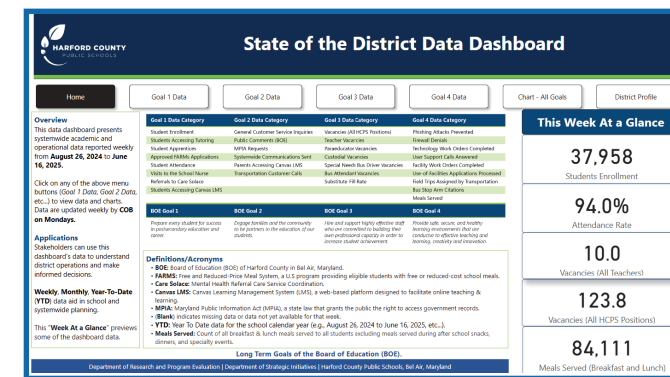 HARFORD COUNTY
PUBLIC SCHOOLS
State of the District Data Dashboard
Home
Goal 1 Data
Goal 2 Data
Goal 3 Data
Goal 4 Data
Chart - All Goals
District Profile
Overview
This data dashboard presents
systemwide academic and
operational data reported weekly
from August 26, 2024 to June
16, 2025.
Click on any of the above menu
buttons (Goal 1 Data, Goal 2 Data,
etc...) to view data and charts.
Data are updated weekly by COB
on Mondays.
Applications
Stakeholders can use this
dashboard's data to understand
district operations and make
informed decisions.
Weekly, Monthly, Year-To-Date
(YTD) data aid in school and
systemwide planning.
This "Week At a Glance" previews
some of the dashboard data.
Goal 1 Data Category
Goal 2 Data Category
Goal 3 Data Category
Goal 4 Data Category
Student Enrollment
General Customer Service Inquiries
Vacancies (All HCPS Positions)
Phishing Attacks Prevented
Students Accessing Tutoring
Public Comments (BOE)
Teacher Vacancies
Firewall Denials
Student Apprentices
MPIA Requests
Paraeducator Vacancies
Technology Work Orders Completed
Approved FARMs Applications
Systemwide Communications Sent
Custodial Vacancies
User Support Calls Answered
Student Attendance
Parents Accessing Canvas LMS
Special Needs Bus Driver Vacancies
Facility Work Orders Completed
Visits to the School Nurse
Transportation Customer Calls
Bus Attendant Vacancies
Use of Facilities Applications Processed
Referrals to Care Solace
Substitute Fill Rate
Field Trips Assigned by Transportation
Students Accessing Canvas LMS
Bus Stop Arm Citations
Meals Served
BOE Goal 1
BOE Goal 2
BOE Goal 3
BOE Goal 4
Prepare every student for success
in postsecondary education and
career.
Engage families and the community
to be partners in the education of our
students.
Hire and support highly effective staff
who are committed to building their
own professional capacity in order to
increase student achievement.
Provide safe, secure, and healthy
learning environments that are
conducive to effective teaching and
learning, creativity and innovation.
Definitions/Acronyms
• BOE: Board of Education (BOE) of Harford County in Bel Air, Maryland.
• FARMS: Free and Reduced-Price Meal System, a U.S program providing eligible students with free or reduced-cost school meals.
• Care Solace: Mental Health Referral Care Service Coordination.
• Canvas LMS: Canvas Learning Management System (LMS), a web-based platform designed to facilitate online teaching &
learning.
• MPIA: Maryland Public Information Act (MPIA), a state law that grants the public the right to access government records.
• (Blank) indicates missing data or data not yet available for that week.
• YTD: Year To Date data for the school calendar year (e.g., August 26, 2024 to June 16, 2025, etc...).
• Meals Served: Count of all breakfast & lunch meals served to all students excluding meals served during after school snacks,
dinners, and specialty events.
Long Term Goals of the Board of Education (BOE).
Department of Research and Program Evaluation | Department of Strategic Initiatives | Harford County Public Schools, Bel Air, Maryland
This Week At a Glance
37,958
Students Enrollment
94.0%
Attendance Rate
10.0
Vacancies (All Teachers)
123.8
Vacancies (All HCPS Positions)
84,111
Meals Served (Breakfast and Lunch)